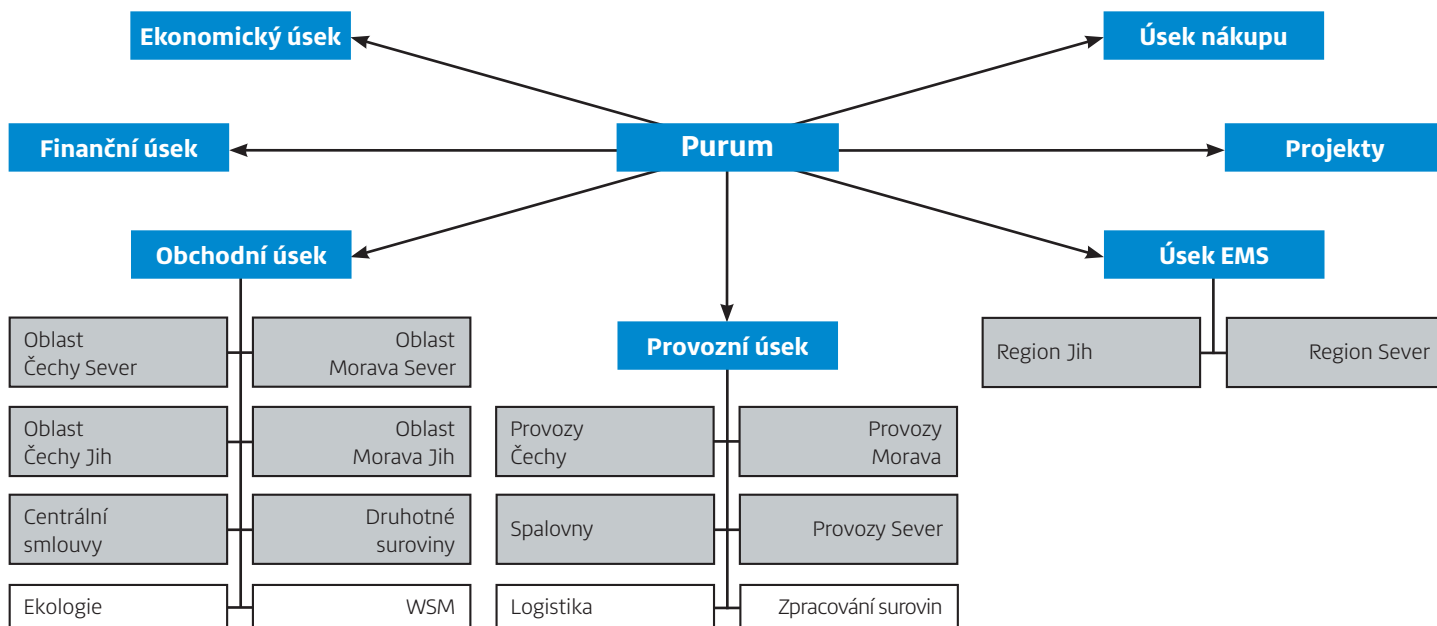 Ekonomický úsek
Úsek nákupu
Finanční úsek
Purum
Projekty
Obchodní úsek
Úsek EMS
Provozní úsek
Oblast
Čechy Sever
Oblast
Morava Sever
Region Jih
Region Sever
Oblast
Čechy Jih
Oblast
Morava Jih
Provozy
Čechy
Provozy
Morava
Centrální
smlouvy
Druhotné
suroviny
Spalovny
Provozy Sever
Ekologie
WSM
Logistika
Zpracování surovin